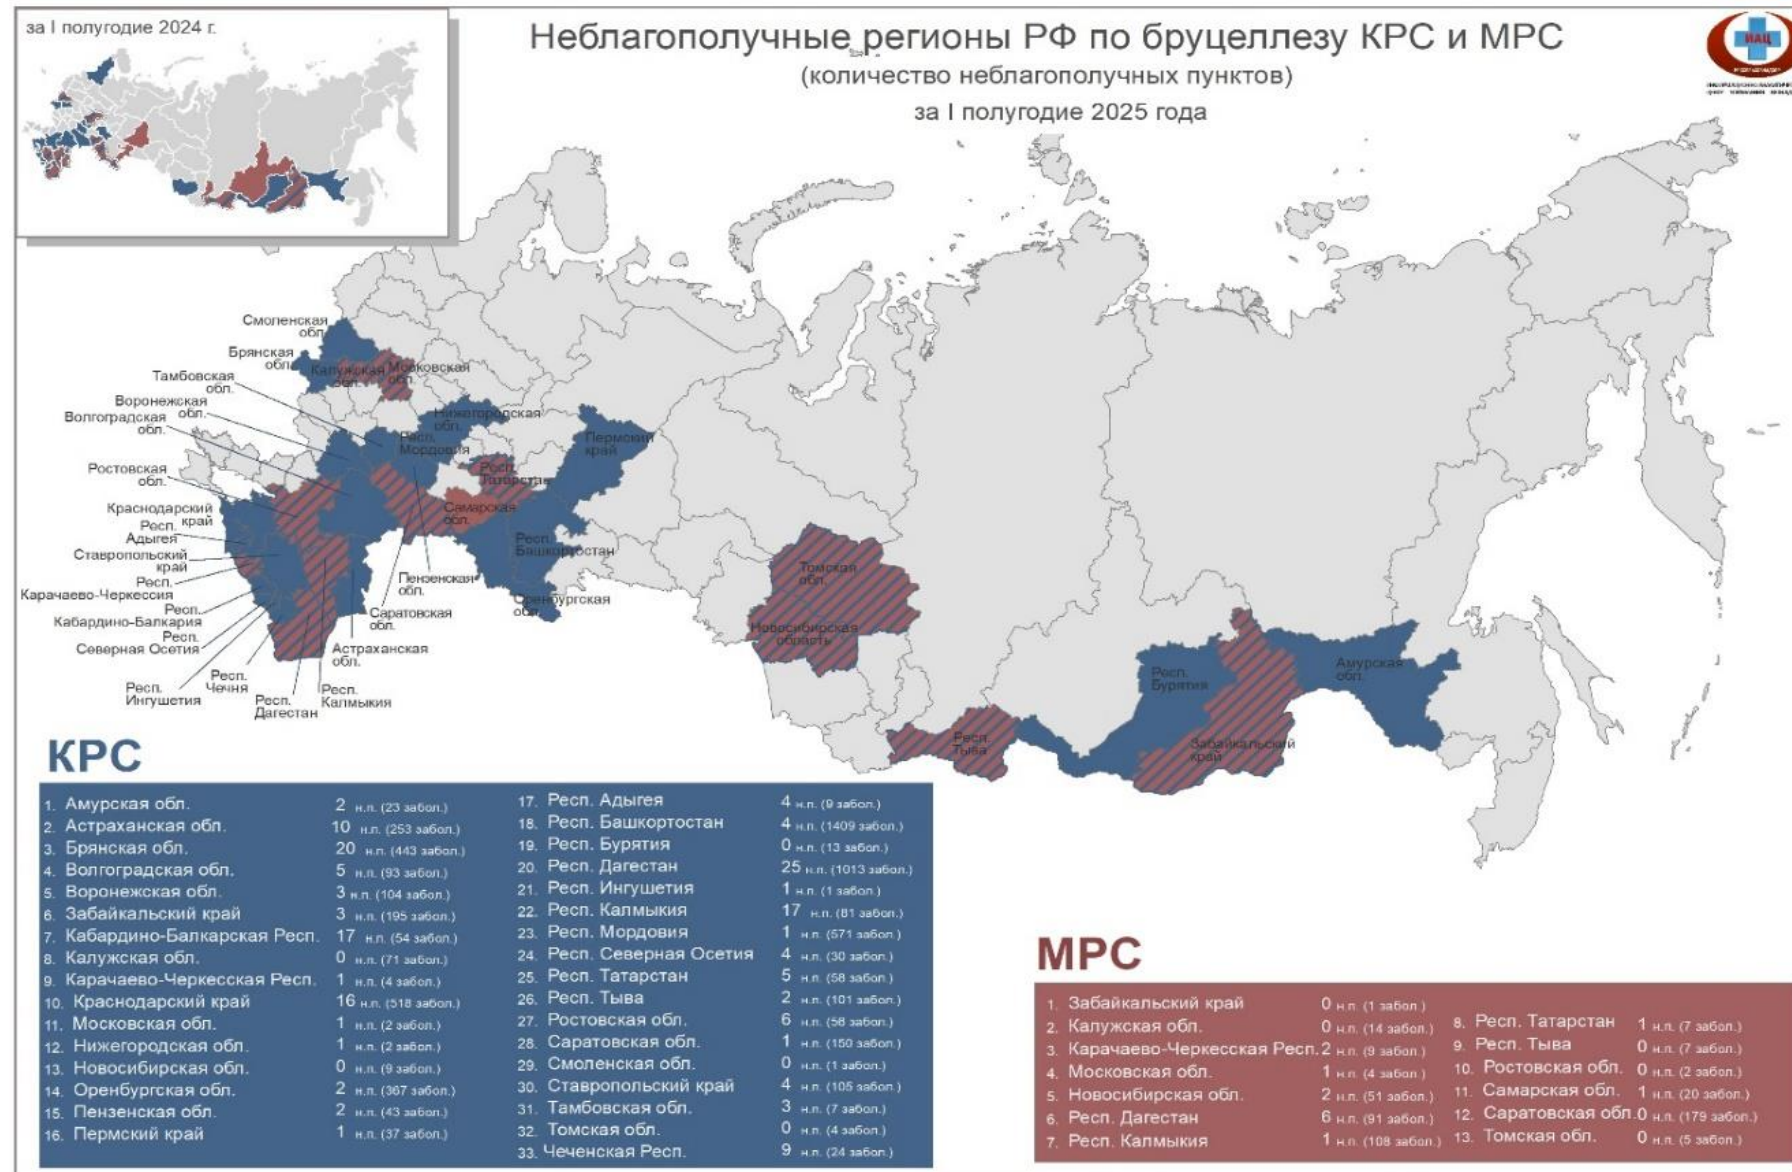 за I полугодие 2024 г.
Неблагополучные регионы РФ по бруцеллезу КРС и МРС
(количество неблагополучных пунктов)
за I полугодие 2025 года
ИАЦ
Смоленская
обл.
Брянская
обл.
Калужская
обл.
Московская
обл.
Тамбовская
обл.
Воронежская
обл.
Волгоградская
обл.
Нижегородская
обл.
Респ.
Мордовия
Пермский
край
Ростовская
обл.
Респ.
Татарстан
Краснодарский
край
Самарская
обл.
Респ.
Адыгея
Респ.
Башкортостан
Ставропольский
край
Томская
обл.
Респ.
Карачаево-Черкессия
Пензенская
обл.
Оренбургская
обл.
Респ.
Кабардино-Балкария
Саратовская
обл.
Новосибирская
область
Респ.
Северная Осетия
Астраханская
обл.
Респ.
Бурятия
Амурская
обл.
Респ.
Чечня
Респ.
Ингушетия
Респ.
Дагестан
Респ.
Калмыкия
Респ.
Тыва
Забайкальский
край
КРС
1. Амурская обл. 2 н.п. (23 забол.)
2. Астраханская обл. 10 н.п. (253 забол.)
3. Брянская обл. 20 н.п. (443 забол.)
4. Волгоградская обл. 5 н.п. (93 забол.)
5. Воронежская обл. 3 н.п. (104 забол.)
6. Забайкальский край 3 н.п. (195 забол.)
7. Кабардино-Балкарская Респ. 17 н.п. (54 забол.)
8. Калужская обл. 0 н.п. (71 забол.)
9. Карачаево-Черкесская Респ. 1 н.п. (4 забол.)
10. Краснодарский край 16 н.п. (518 забол.)
11. Московская обл. 1 н.п. (2 забол.)
12. Нижегородская обл. 1 н.п. (2 забол.)
13. Новосибирская обл. 0 н.п. (9 забол.)
14. Оренбургская обл. 2 н.п. (367 забол.)
15. Пензенская обл. 2 н.п. (43 забол.)
16. Пермский край 1 н.п. (37 забол.)
17. Респ. Адыгея 4 н.п. (9 забол.)
18. Респ. Башкортостан 4 н.п. (1409 забол.)
19. Респ. Бурятия 0 н.п. (13 забол.)
20. Респ. Дагестан 25 н.п. (1013 забол.)
21. Респ. Ингушетия 1 н.п. (1 забол.)
22. Респ. Калмыкия 17 н.п. (81 забол.)
23. Респ. Мордовия 1 н.п. (571 забол.)
24. Респ. Северная Осетия 4 н.п. (30 забол.)
25. Респ. Татарстан 5 н.п. (58 забол.)
26. Респ. Тыва 2 н.п. (101 забол.)
27. Ростовская обл. 6 н.п. (58 забол.)
28. Саратовская обл. 1 н.п. (150 забол.)
29. Смоленская обл. 0 н.п. (1 забол.)
30. Ставропольский край 4 н.п. (105 забол.)
31. Тамбовская обл. 3 н.п. (7 забол.)
32. Томская обл. 0 н.п. (4 забол.)
33. Чеченская Респ. 9 н.п. (24 забол.)
МРС
1. Забайкальский край 0 н.п. (1 забол.)
2. Калужская обл. 0 н.п. (14 забол.)
3. Карачаево-Черкесская Респ. 2 н.п. (9 забол.)
4. Московская обл. 1 н.п. (4 забол.)
5. Новосибирская обл. 2 н.п. (51 забол.)
6. Респ. Дагестан 6 н.п. (91 забол.)
7. Респ. Калмыкия 1 н.п. (108 забол.)
8. Респ. Татарстан 1 н.п. (7 забол.)
9. Респ. Тыва 0 н.п. (7 забол.)
10. Ростовская обл. 0 н.п. (2 забол.)
11. Самарская обл. 1 н.п. (20 забол.)
12. Саратовская обл. 0 н.п. (179 забол.)
13. Томская обл. 0 н.п. (5 забол.)